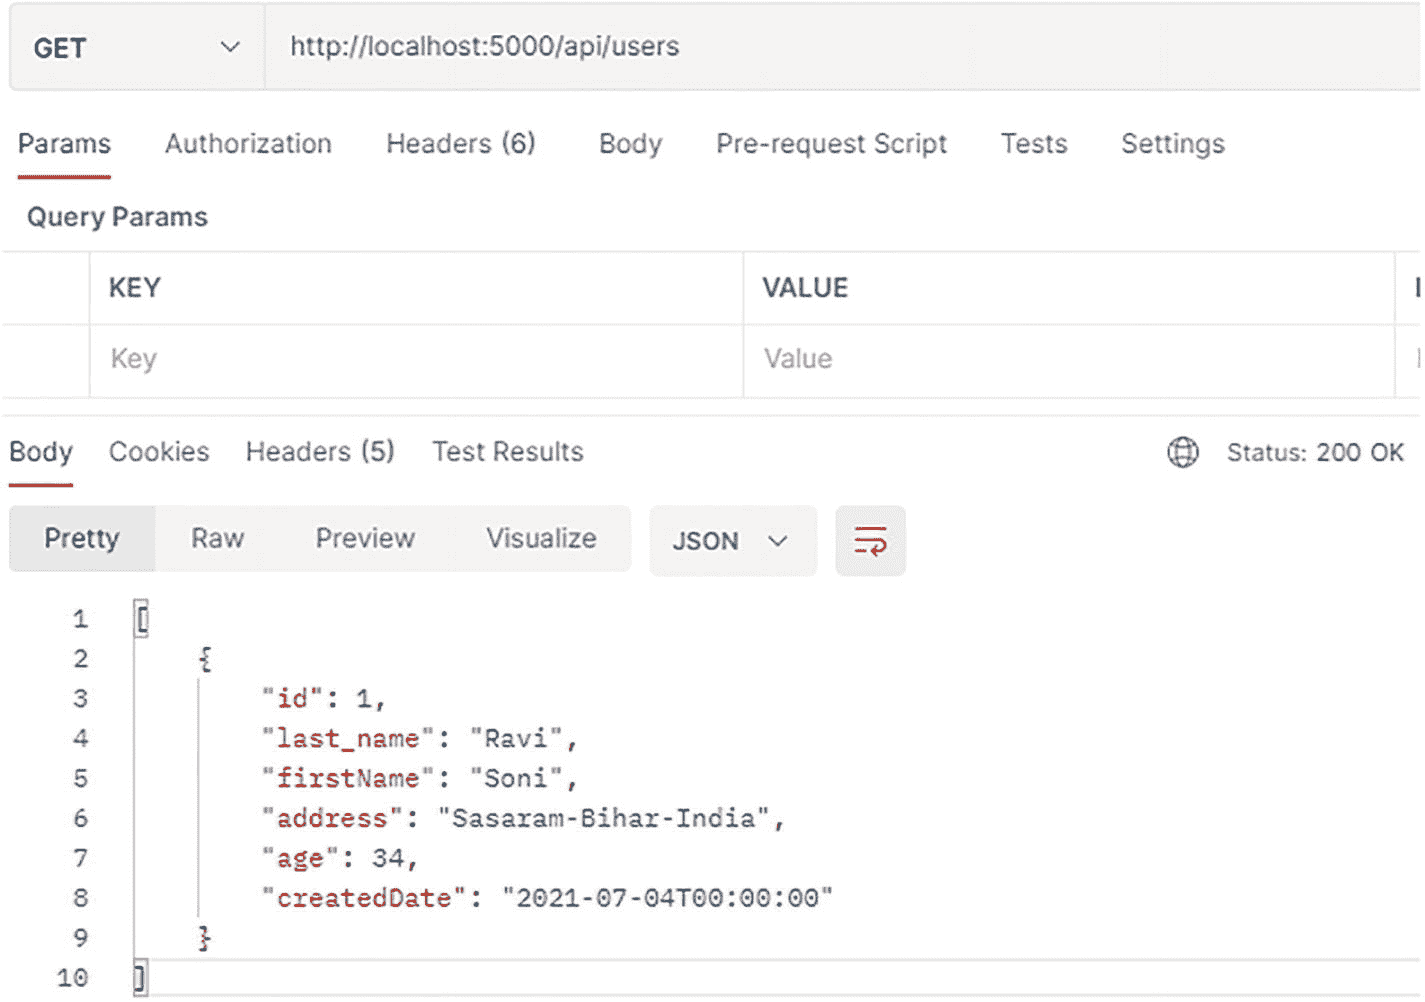 GET http://localhost:5000/api/users
Params Authorization Headers (6) Body Pre-request Script Tests Settings
Query Params
KEY VALUE
Key Value
Body Cookies Headers (5) Test Results Status: 200 OK
Pretty Raw Preview Visualize JSON
1 [
2 {
3 "id": 1,
4 "last_name": "Ravi",
5 "firstName": "Soni",
6 "address": "Sasaram-Bihar-India",
7 "age": 34,
8 "createdDate": "2021-07-04T00:00:00"
9 }
10 ]